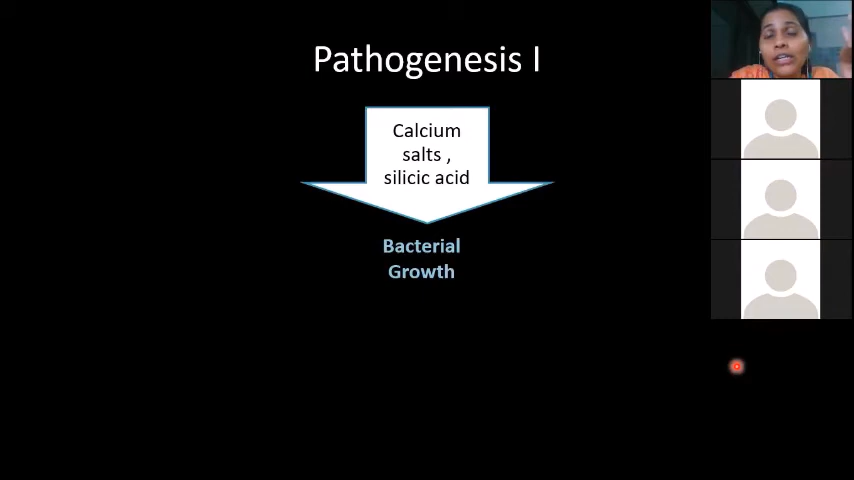 Pathogenesis I
Calcium
salts ,
silicic acid
Bacterial
Growth